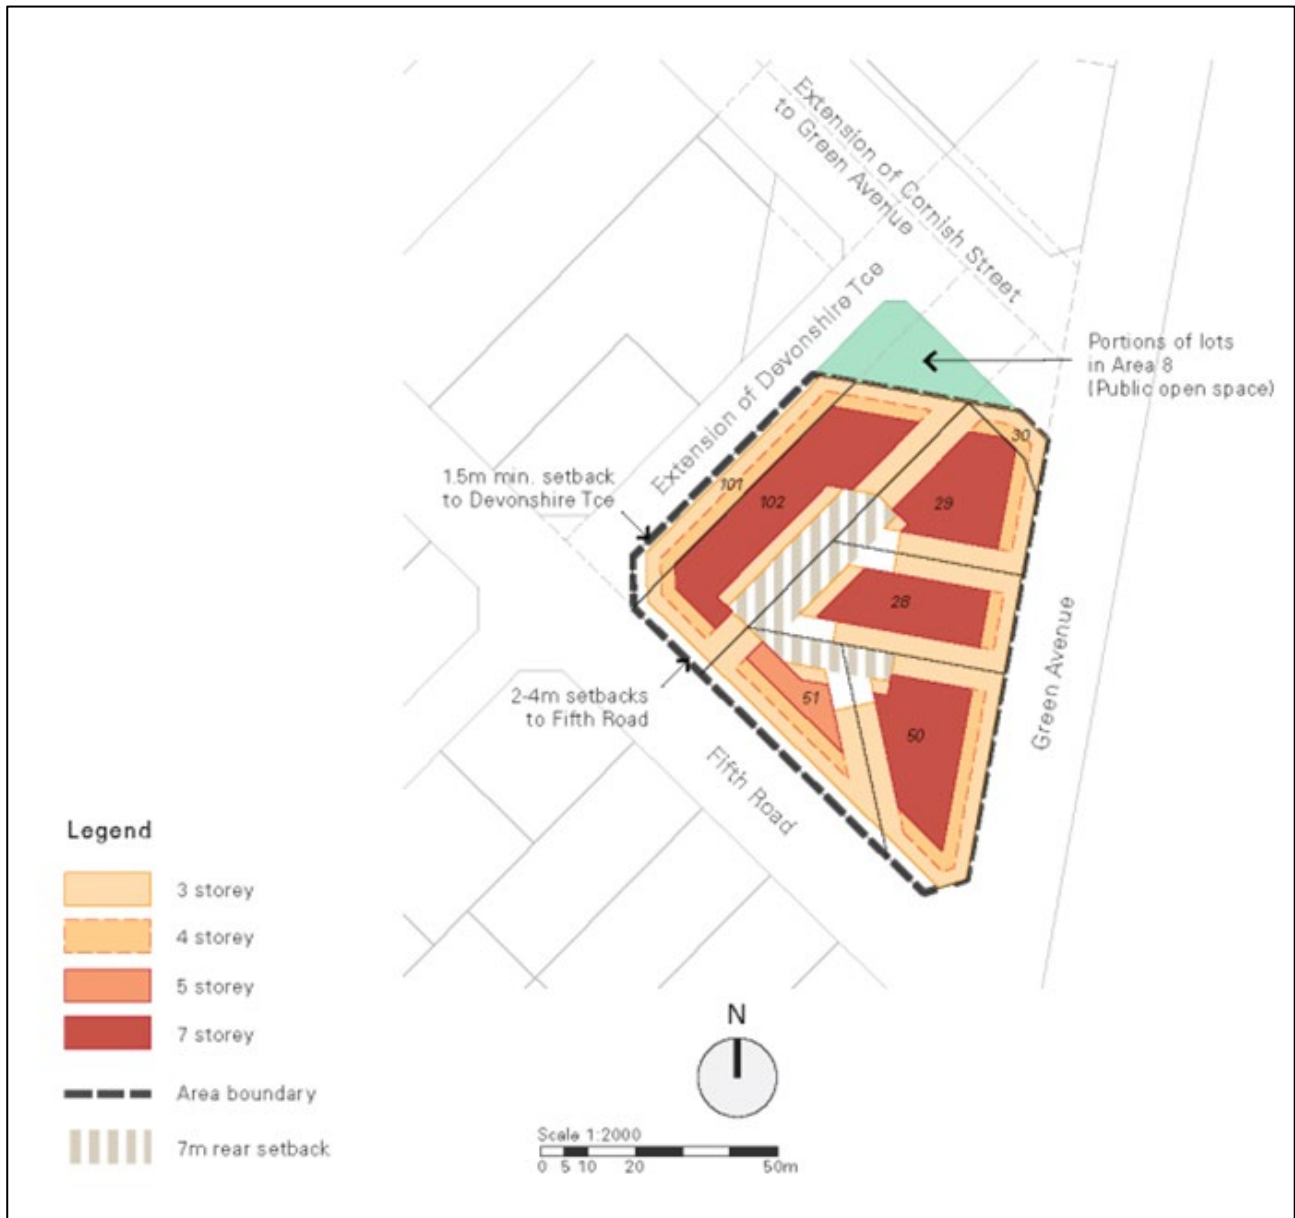 Extension of Cornish Street
to Green Avenue
Extension of Devonshire Tce
Portions of lots
in Area 8
(Public open space)
1.5m min. setback
to Devonshire Tce
30
101
102
29
28
51
50
2-4m setbacks
to Fifth Road
Fifth Road
Green Avenue
Legend
3 storey
4 storey
5 storey
7 storey
Area boundary
7m rear setback
N
Scale 1:2000
0 5 10 20 50m